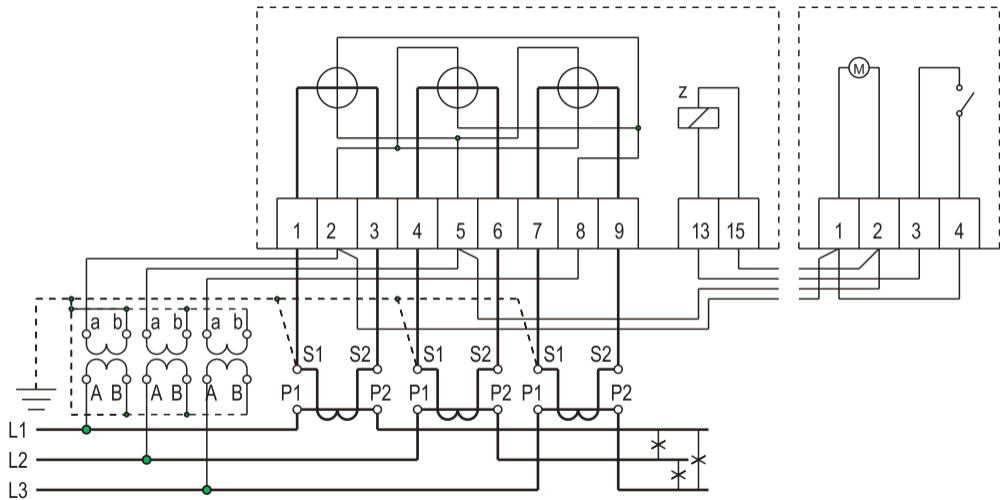 M
Z
1 2 3 4 5 6 7 8 9 13 15 1 2 3 4
a b a b a b
S1 S2 S1 S2 S1 S2
A B A B A B P1 P2 P1 P2 P1 P2
L1
L2
L3